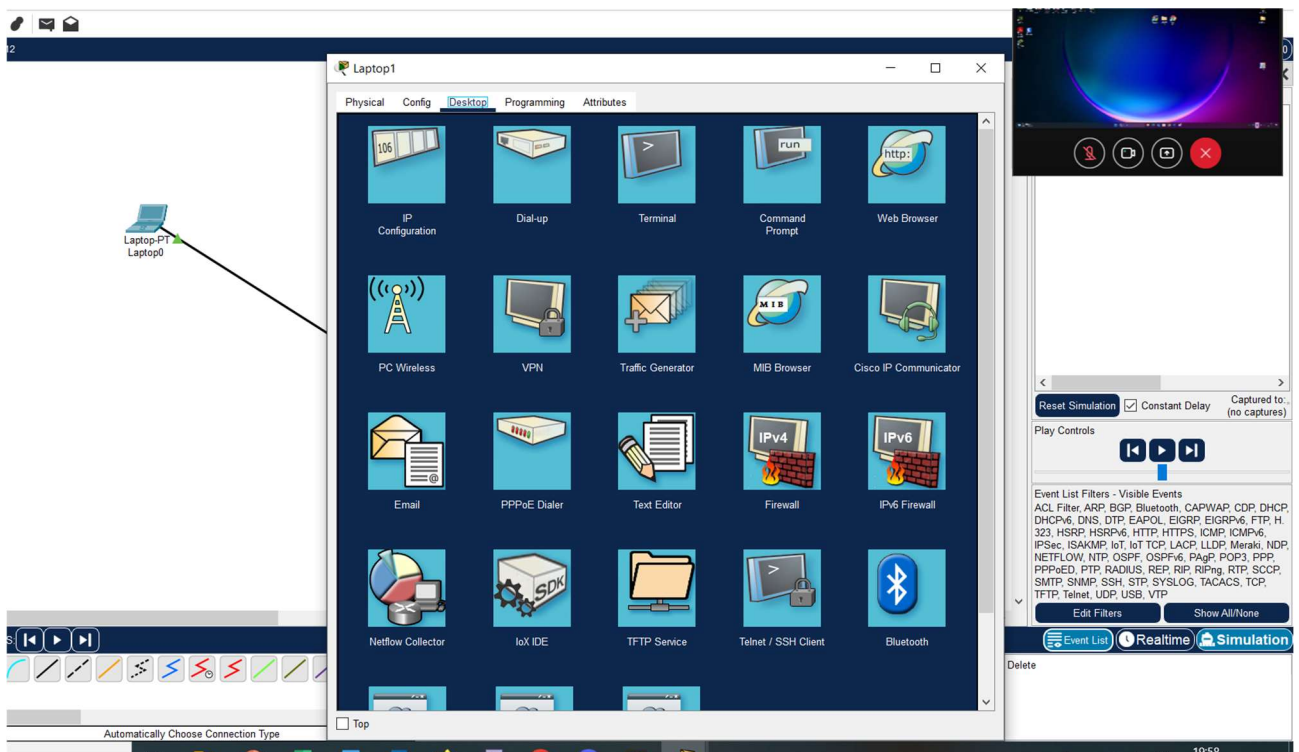 12
Laptop1
Physical Config Desktop Programming Attributes
106
>
run
http:
IP
Configuration
Dial-up
Terminal
Command
Prompt
Web Browser
Laptop-PT
Laptop0
MIB
PC Wireless
VPN
Traffic Generator
MIB Browser
Cisco IP Communicator
IPv4
IPv6
@
Email
PPPoE Dialer
Text Editor
Firewall
IPv6 Firewall
SDK
>
Netflow Collector
IoX IDE
TFTP Service
Telnet / SSH Client
Bluetooth
Top
Reset Simulation
Constant Delay
Captured to:
(no captures)
Play Controls
Event List Filters - Visible Events
ACL Filter, ARP, BGP, Bluetooth, CAPWAP, CDP, DHCP,
DHCPv6, DNS, DTP, EAPOL, EIGRP, EIGRPv6, FTP, H.
323, HSRP, HSRPv6, HTTP, HTTPS, ICMP, ICMPv6,
IPSec, ISAKMP, IoT, IoT TCP, LACP, LLDP, Meraki, NDP,
NETFLOW, NTP, OSPF, OSPFv6, PAgP, POP3, PPP,
PPPoED, PTP, RADIUS, REP, RIP, RIPng, RTP, SCCP,
SMTP, SNMP, SSH, STP, SYSLOG, TACACS, TCP,
TFTP, Telnet, UDP, USB, VTP
Edit Filters
Show All/None
Event List
Realtime
Simulation
Delete
Automatically Choose Connection Type
19:58